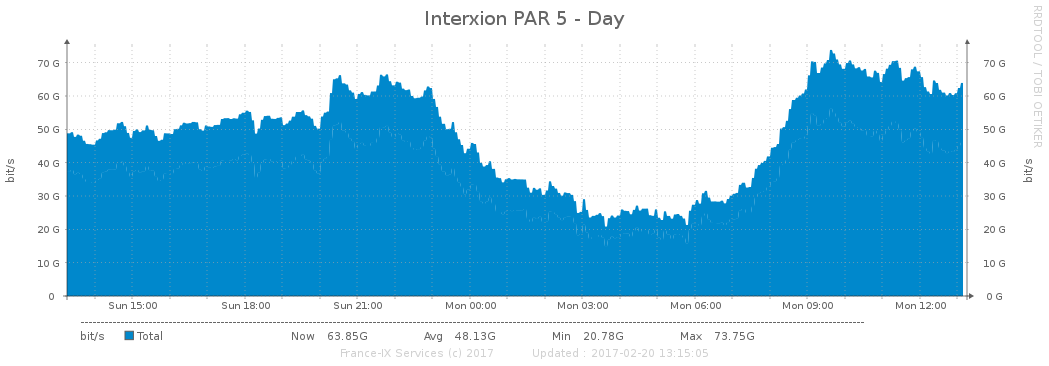 Interxion PAR 5 - Day
RRDTOOL / TOBI OETIKER
bit/s
70 G 70 G
60 G 60 G
50 G 50 G
40 G 40 G
30 G 30 G
20 G 20 G
10 G 10 G
0 0 G
bit/s
Sun 15:00 Sun 18:00 Sun 21:00 Mon 00:00 Mon 03:00 Mon 06:00 Mon 09:00 Mon 12:00
bit/s Total Now 63.85G Avg 48.13G Min 20.78G Max 73.75G
France-IX Services (c) 2017 Updated : 2017-02-20 13:15:05